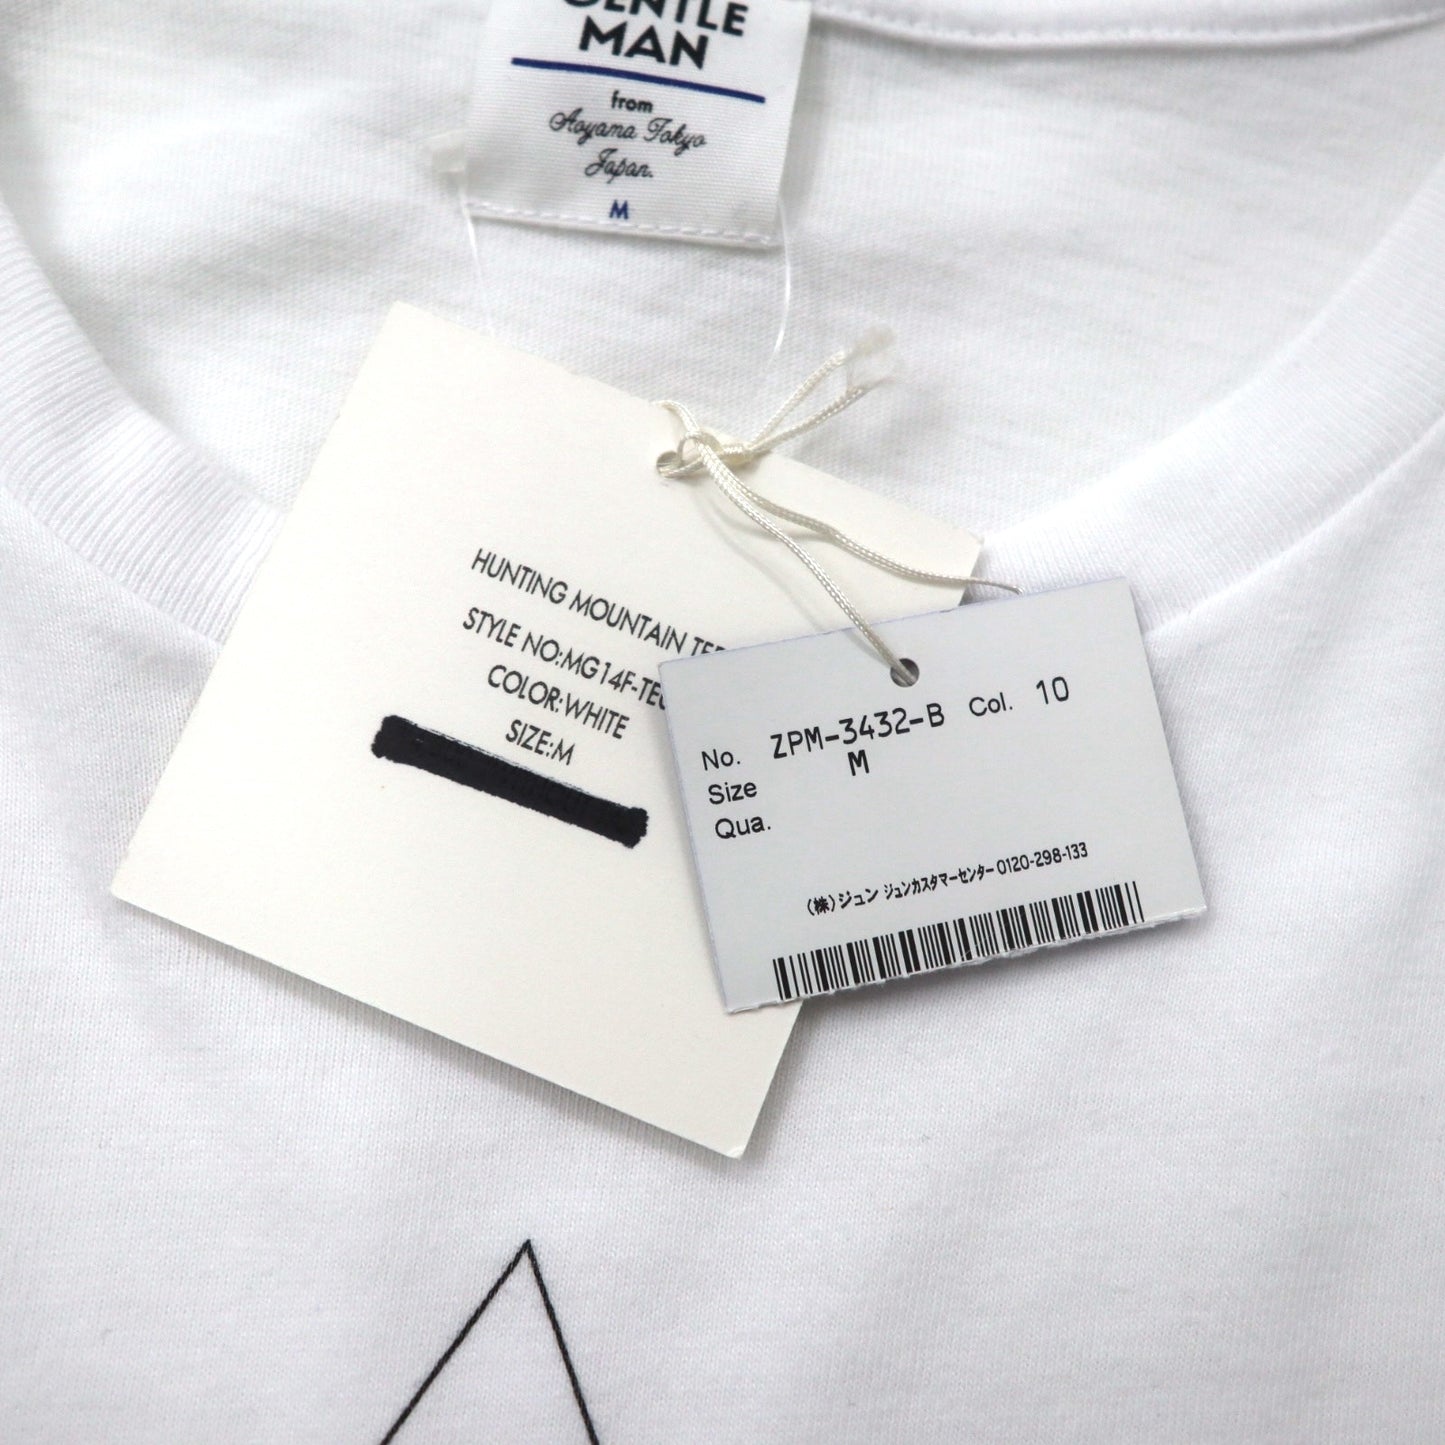 GENTLE
MAN
from
Aoyama Tokyo
Japan.
M
HUNTING MOUNTAIN
STYLE NO:MG14F-
COLOR:WHITE
SIZE:M
No. ZPM-3432-B Col. 10
Size M
Qua.
(株)ジュン ジュンカスタマーセンター 0120-298-133